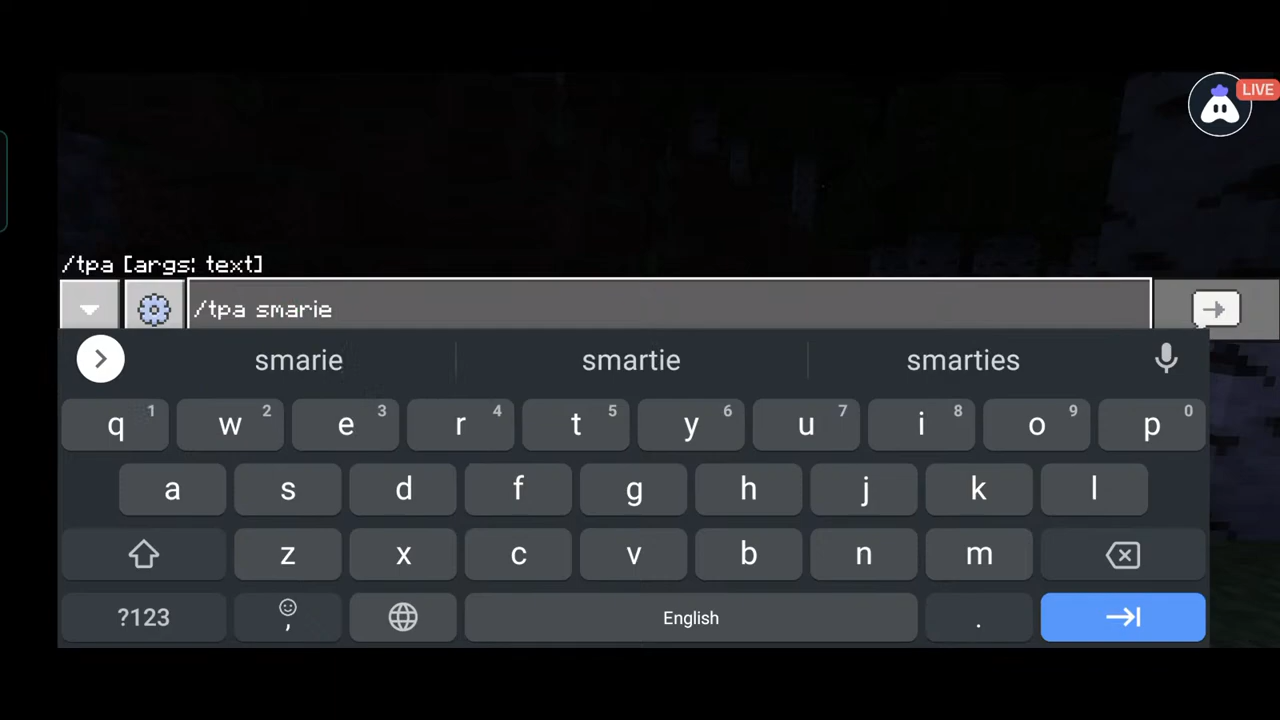 LIVE
/tpa [args: text]
/tpa smarie
smarie smartie smarties
q 1 w 2 e 3 r 4 t 5 y 6 u 7 i 8 o 9 p 0
a s d f g h j k l
z x c v b n m
?123 , English .